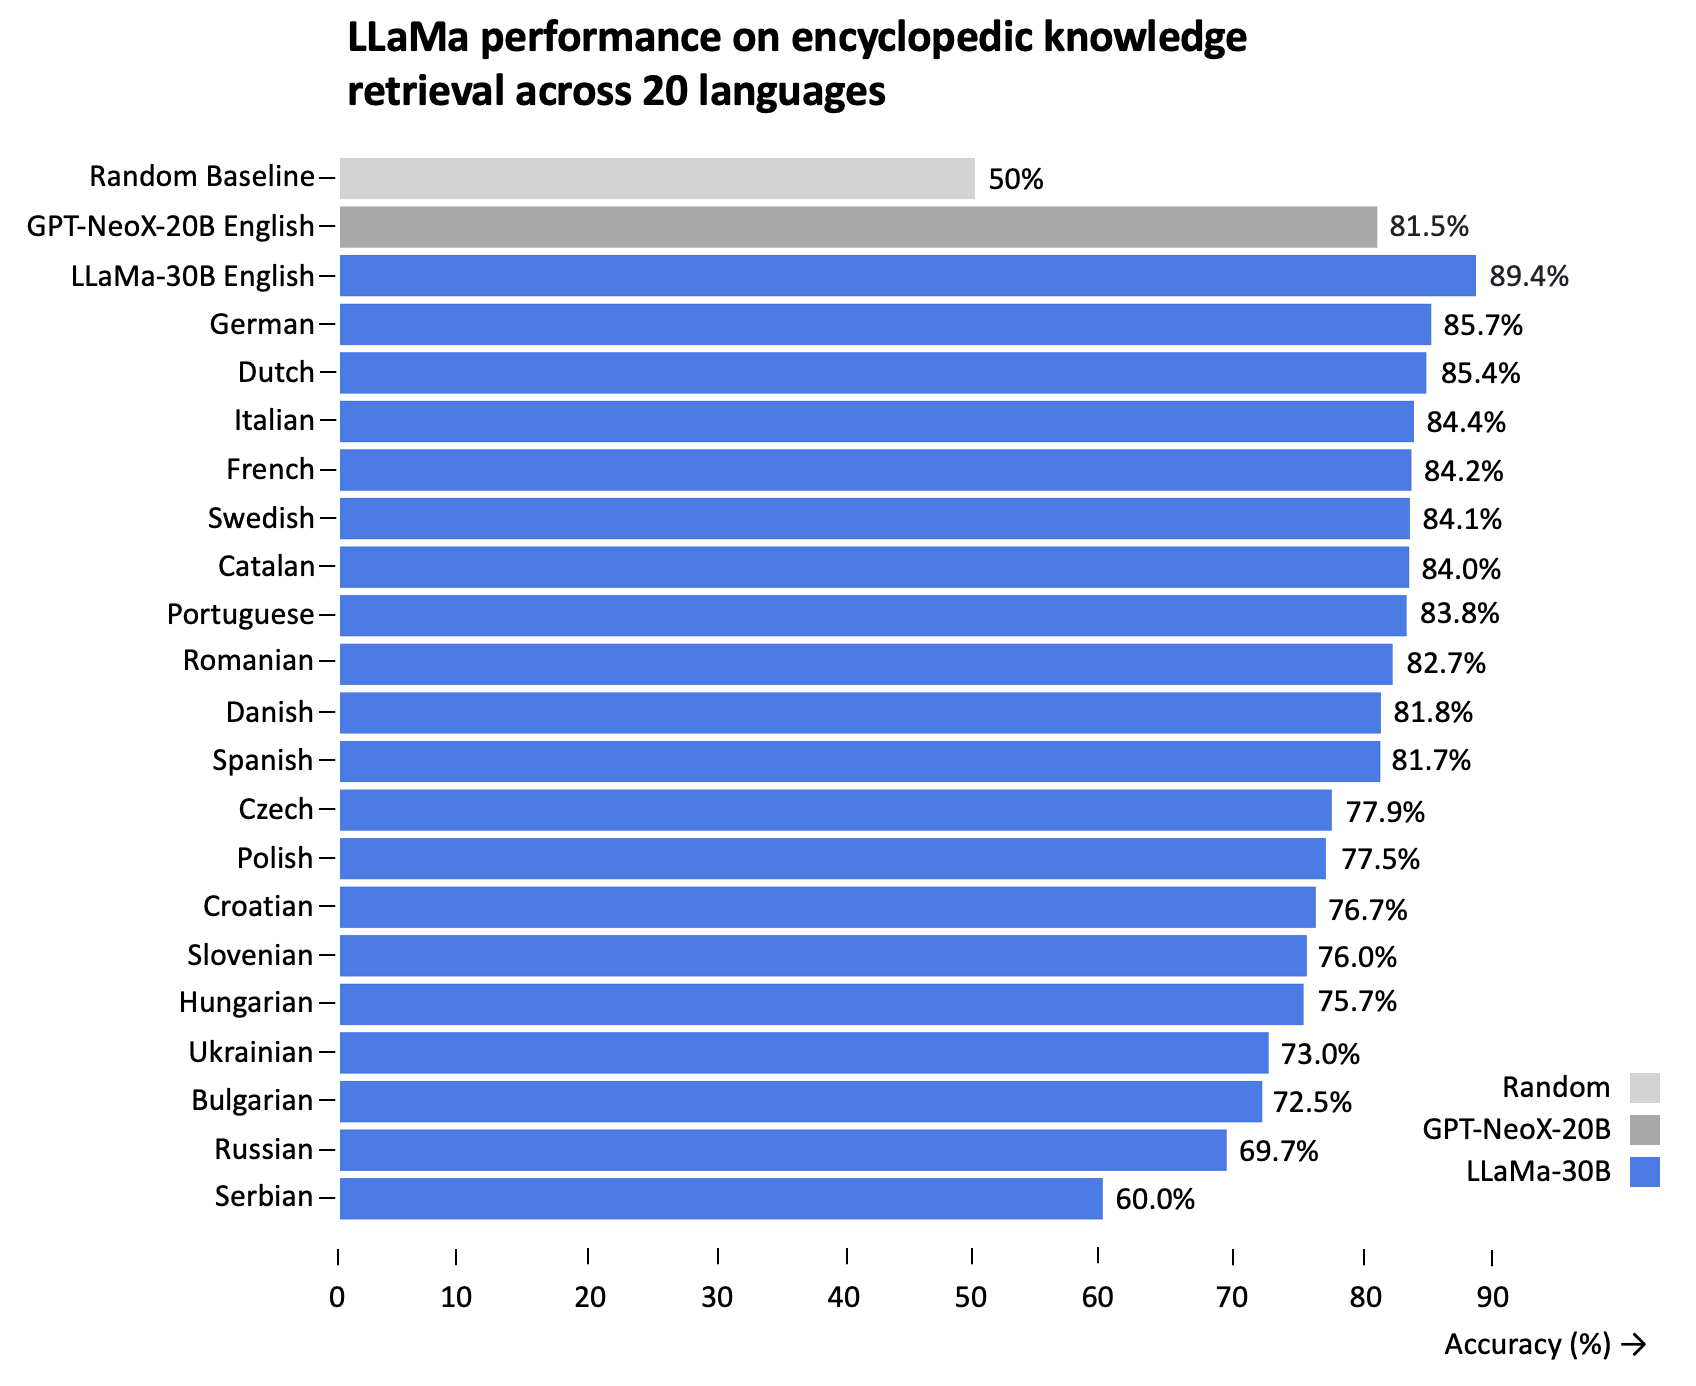 LLaMa performance on encyclopedic knowledge
retrieval across 20 languages
Random Baseline 50%
GPT-NeoX-20B English 81.5%
LLaMa-30B English 89.4%
German 85.7%
Dutch 85.4%
Italian 84.4%
French 84.2%
Swedish 84.1%
Catalan 84.0%
Portuguese 83.8%
Romanian 82.7%
Danish 81.8%
Spanish 81.7%
Czech 77.9%
Polish 77.5%
Croatian 76.7%
Slovenian 76.0%
Hungarian 75.7%
Ukrainian 73.0%
Bulgarian 72.5%
Russian 69.7%
Serbian 60.0%
Random
GPT-NeoX-20B
LLaMa-30B
0 10 20 30 40 50 60 70 80 90
Accuracy (%) →